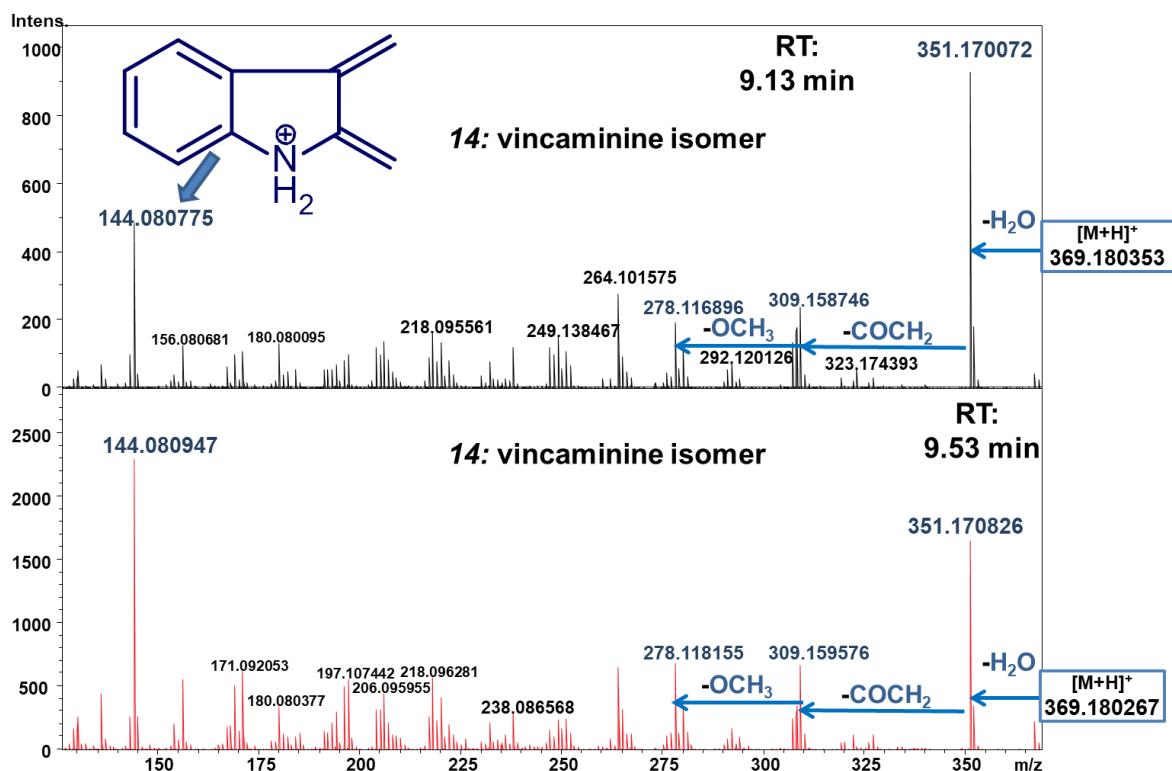 Intens.
1000
800
600
400
200
0
N
⊕
H2
RT:
9.13 min
14: vincaminine isomer
351.170072
144.080775
-H2O
[M+H]+
369.180353
264.101575
278.116896
309.158746
156.080681
180.080095
218.095561
249.138467
-OCH3
-COCH2
292.120126
323.174393
2500
2000
1500
1000
500
0
RT:
9.53 min
14: vincaminine isomer
144.080947
351.170826
-H2O
[M+H]+
369.180267
278.118155
309.159576
171.092053
197.107442
218.096281
-OCH3
-COCH2
180.080377
206.095955
238.086568
150
175
200
225
250
275
300
325
350
m/z